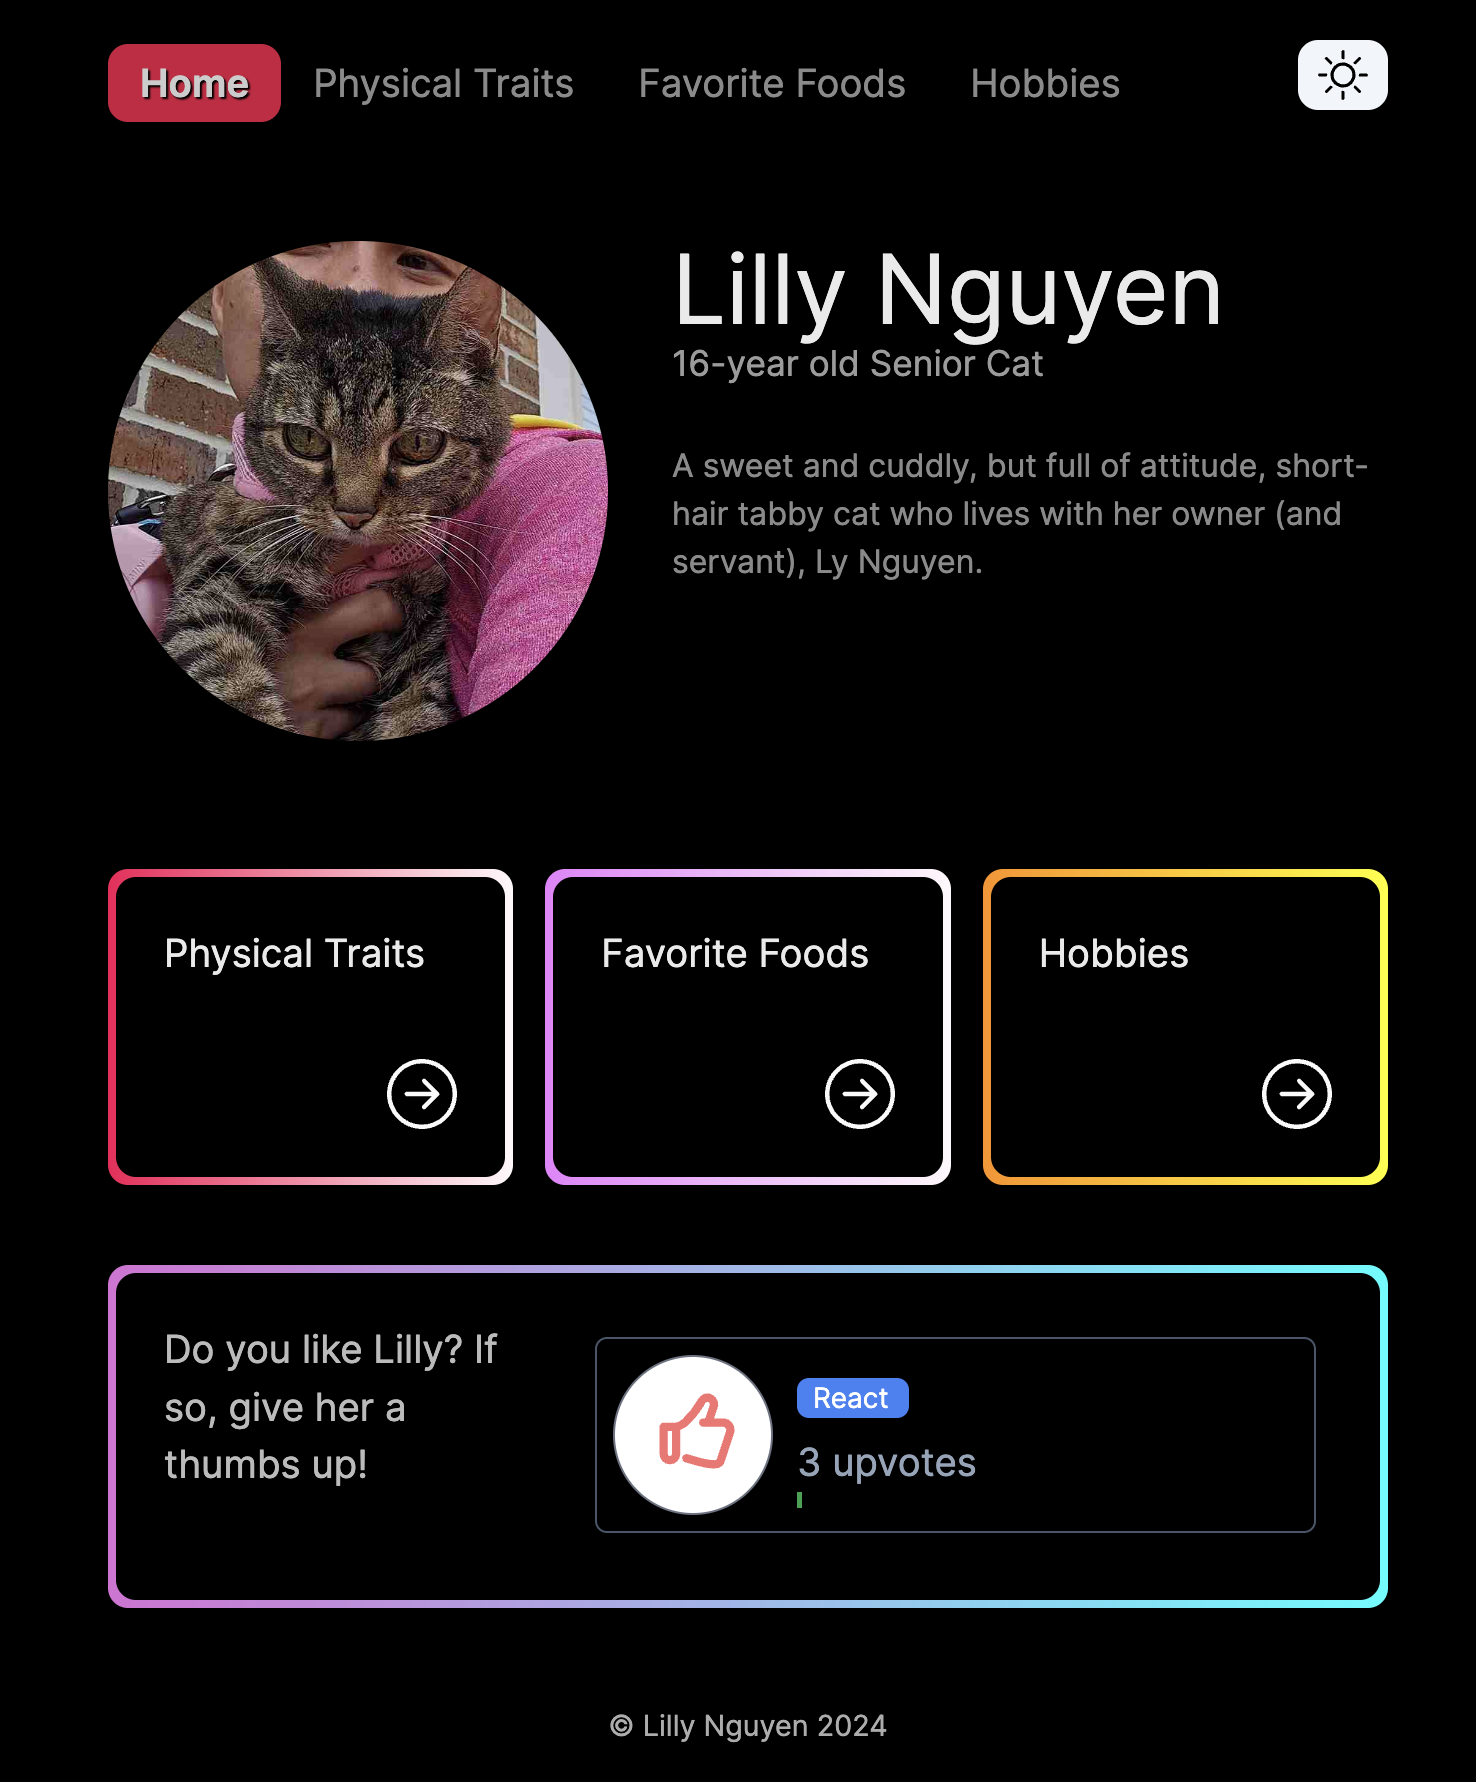 Home Physical Traits Favorite Foods Hobbies
Lilly Nguyen
16-year old Senior Cat
A sweet and cuddly, but full of attitude, short-
hair tabby cat who lives with her owner (and
servant), Ly Nguyen.
Physical Traits
Favorite Foods
Hobbies
Do you like Lilly? If
so, give her a
thumbs up!
React
3 upvotes
© Lilly Nguyen 2024